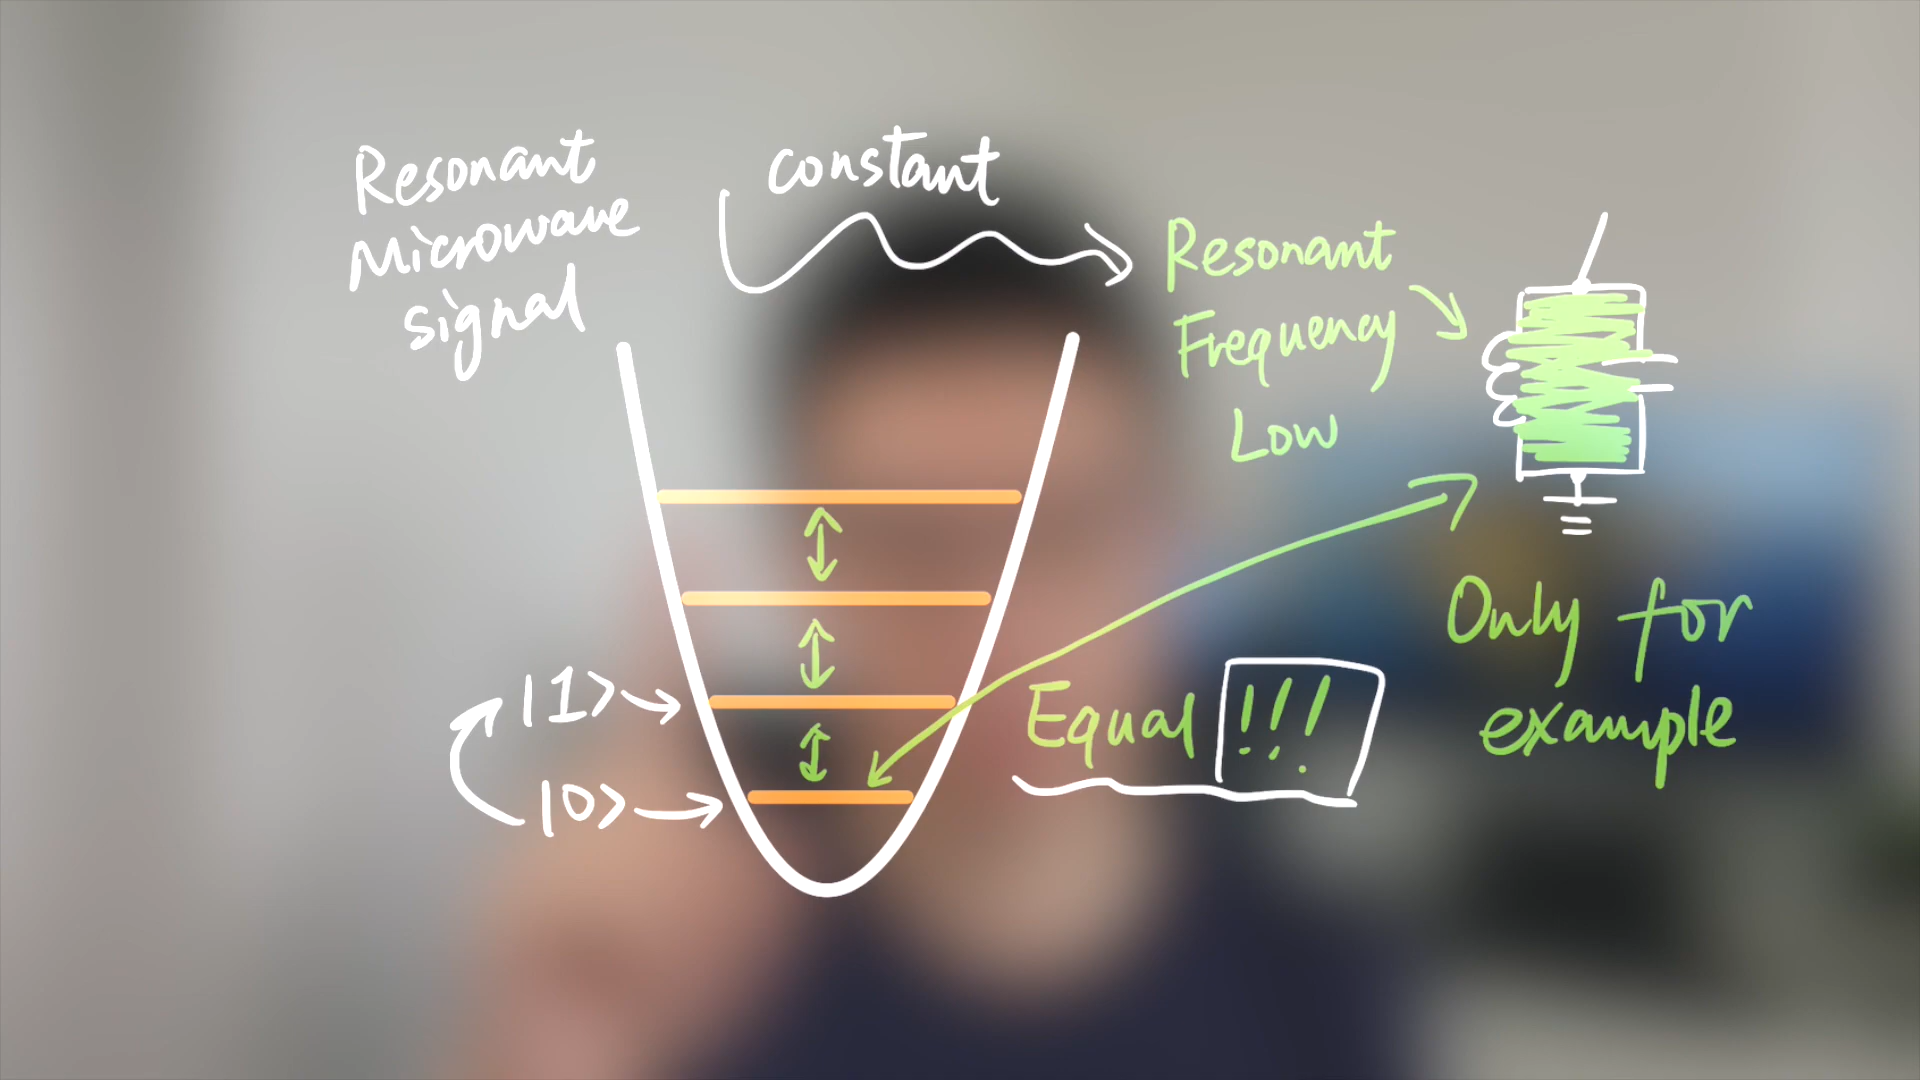 Resonant
Microwave
signal
constant
Resonant
Frequency
Low
|1>
|0>
Equal !!!
Only for
example